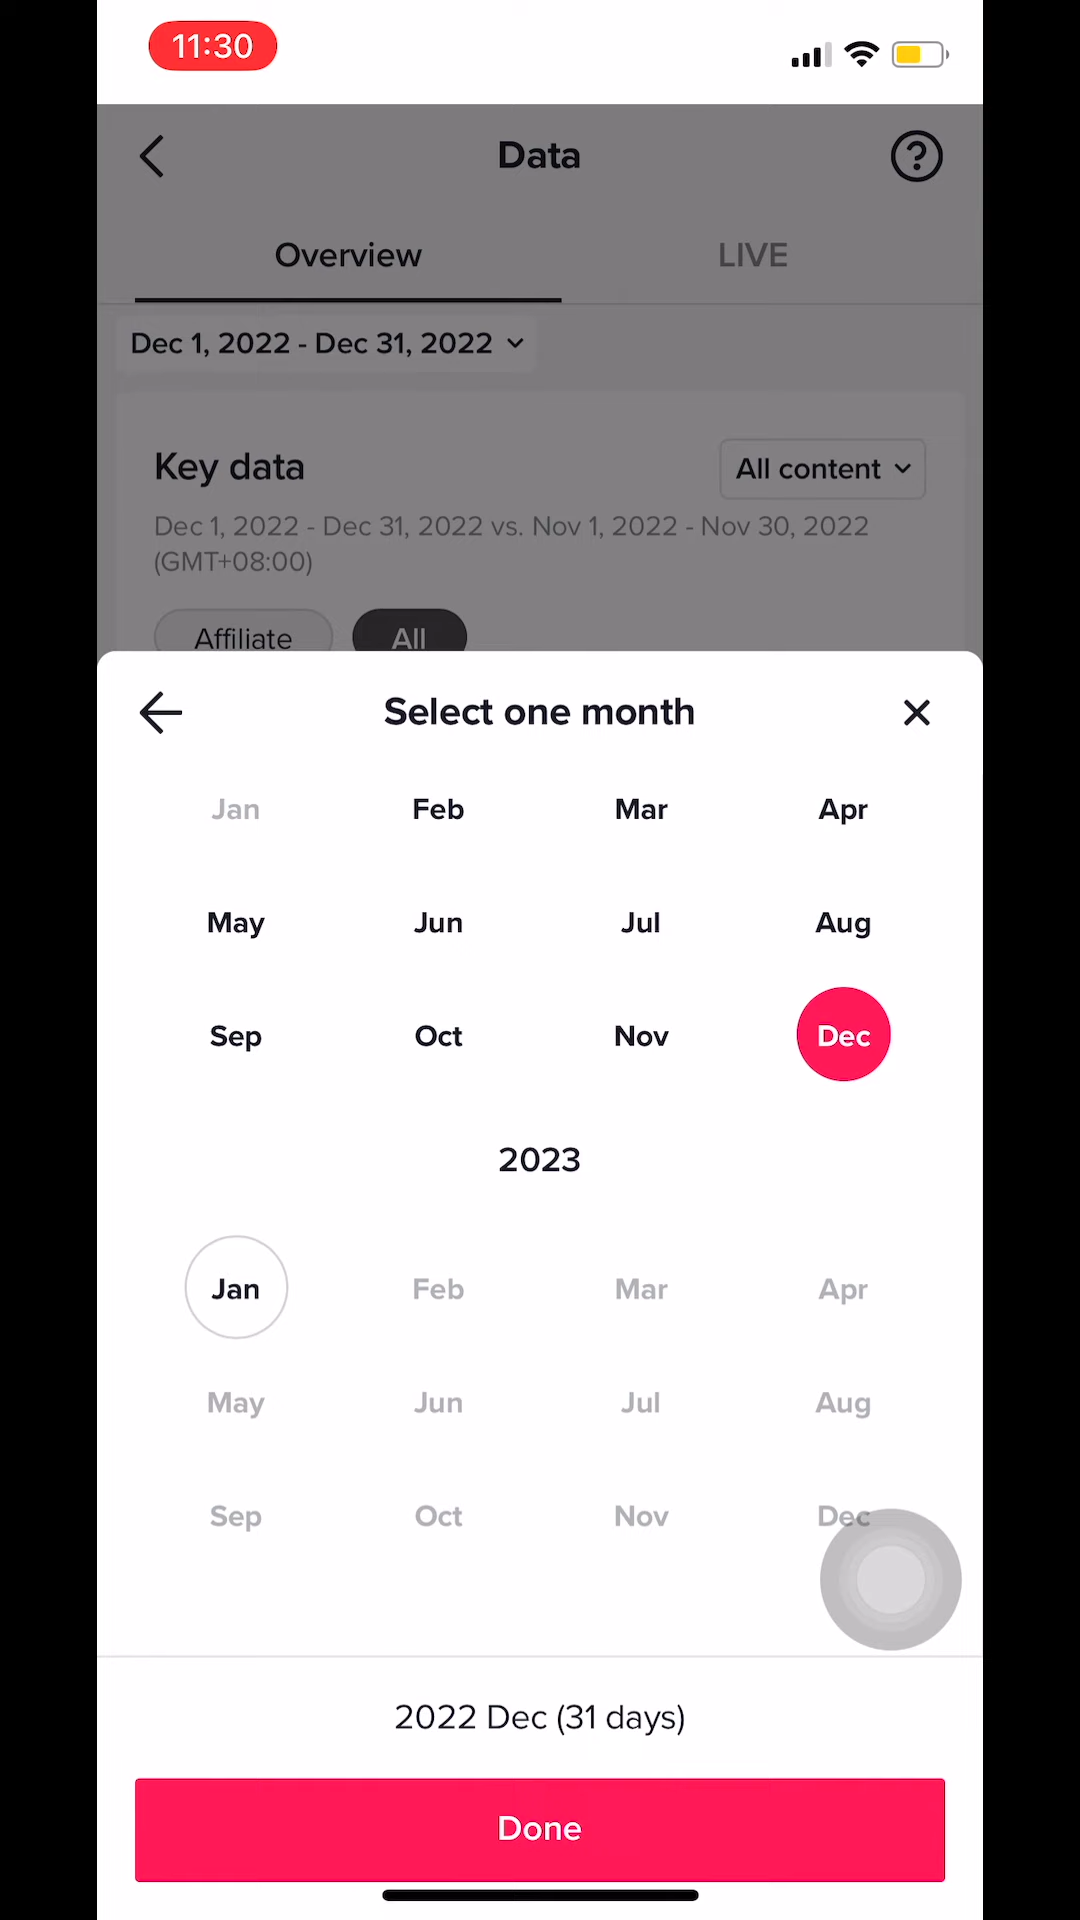 11:30
Data
Overview LIVE
Dec 1, 2022 - Dec 31, 2022
Key data All content
Dec 1, 2022 - Dec 31, 2022 vs. Nov 1, 2022 - Nov 30, 2022
(GMT+08:00)
Affiliate All
Select one month
Jan Feb Mar Apr
May Jun Jul Aug
Sep Oct Nov Dec
2023
Jan Feb Mar Apr
May Jun Jul Aug
Sep Oct Nov Dec
2022 Dec (31 days)
Done